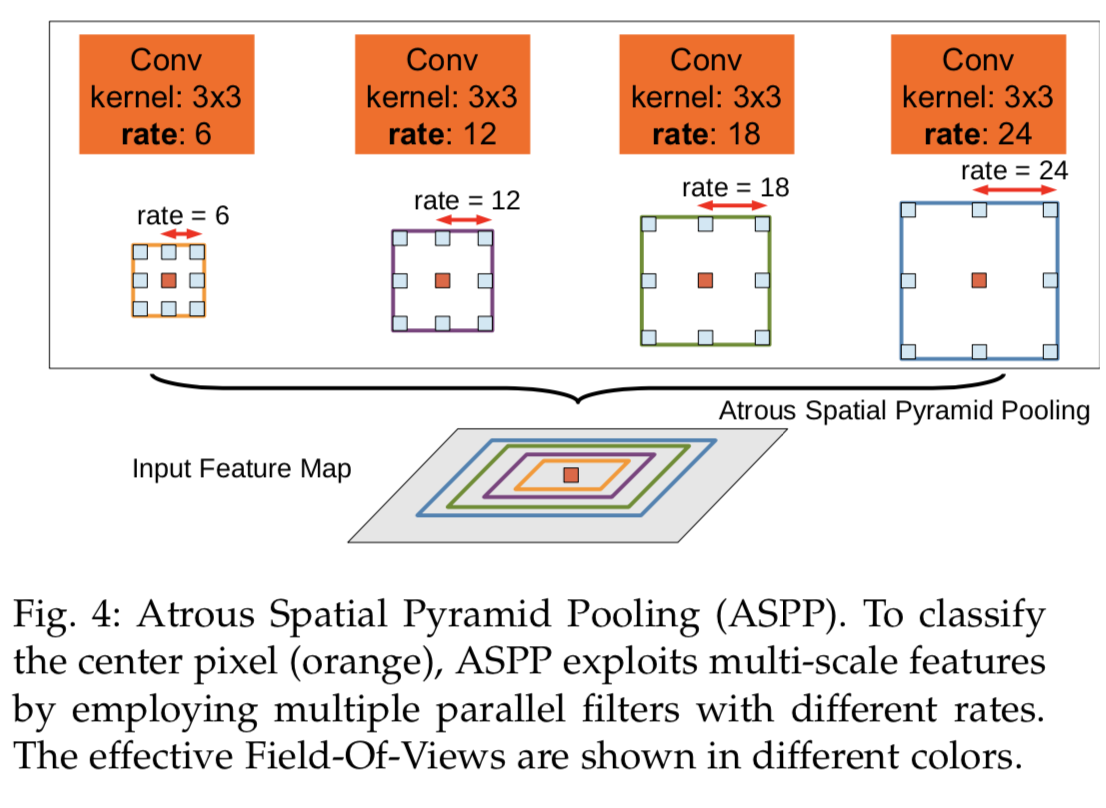 Conv
kernel: 3x3
rate: 6
Conv
kernel: 3x3
rate: 12
Conv
kernel: 3x3
rate: 18
Conv
kernel: 3x3
rate: 24
rate = 6
rate = 12
rate = 18
rate = 24
Atrous Spatial Pyramid Pooling
Input Feature Map
Fig. 4: Atrous Spatial Pyramid Pooling (ASPP). To classify
the center pixel (orange), ASPP exploits multi-scale features
by employing multiple parallel filters with different rates.
The effective Field-Of-Views are shown in different colors.